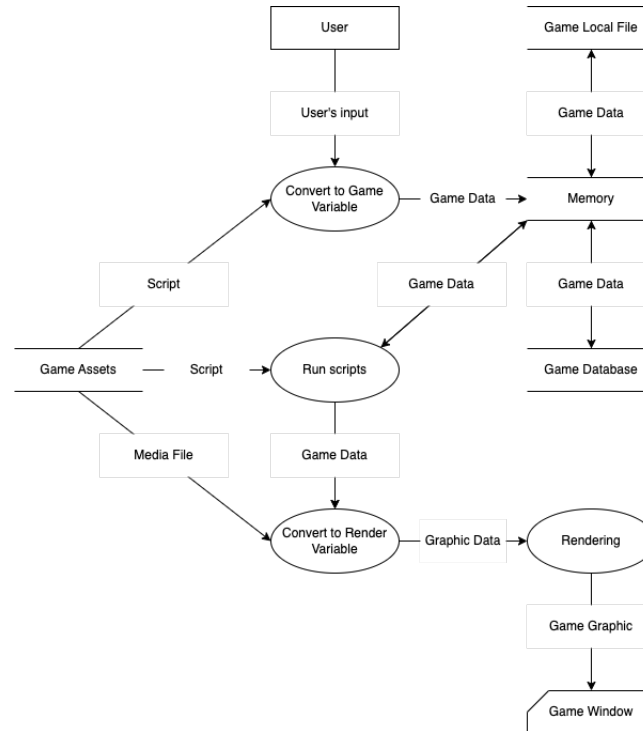 User
Game Local File
User's input
Game Data
Convert to Game
Variable
Game Data
Memory
Script
Game Data
Game Data
Game Assets
Script
Run scripts
Game Database
Media File
Game Data
Convert to Render
Variable
Graphic Data
Rendering
Game Graphic
Game Window